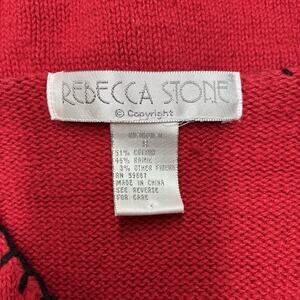 REBECCA STONE
© Copyright
51% COTTON
46% RAMIE
3% OTHER FIBERS
RN 59667
MADE IN CHINA
SEE REVERSE
FOR CARE